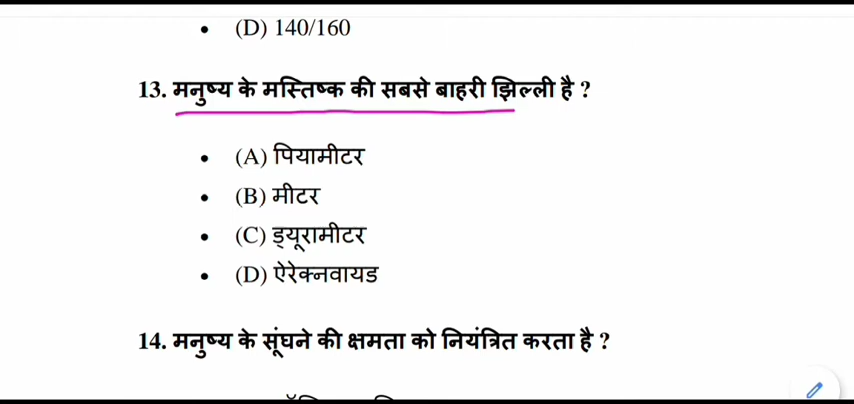 (D) 140/160
13. मनुष्य के मस्तिष्क की सबसे बाहरी झिल्ली है ?
(A) पियामीटर
(B) मीटर
(C) ड्यूरामीटर
(D) ऐरेक्नवायड
14. मनुष्य के सूंघने की क्षमता को नियंत्रित करता है ?